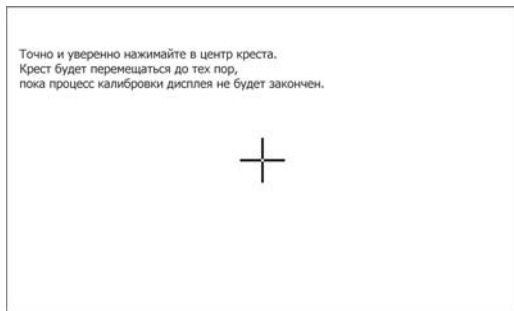 Точно и уверенно нажимайте в центр креста.
Крест будет перемещаться до тех пор,
пока процесс калибровки дисплея не будет закончен.